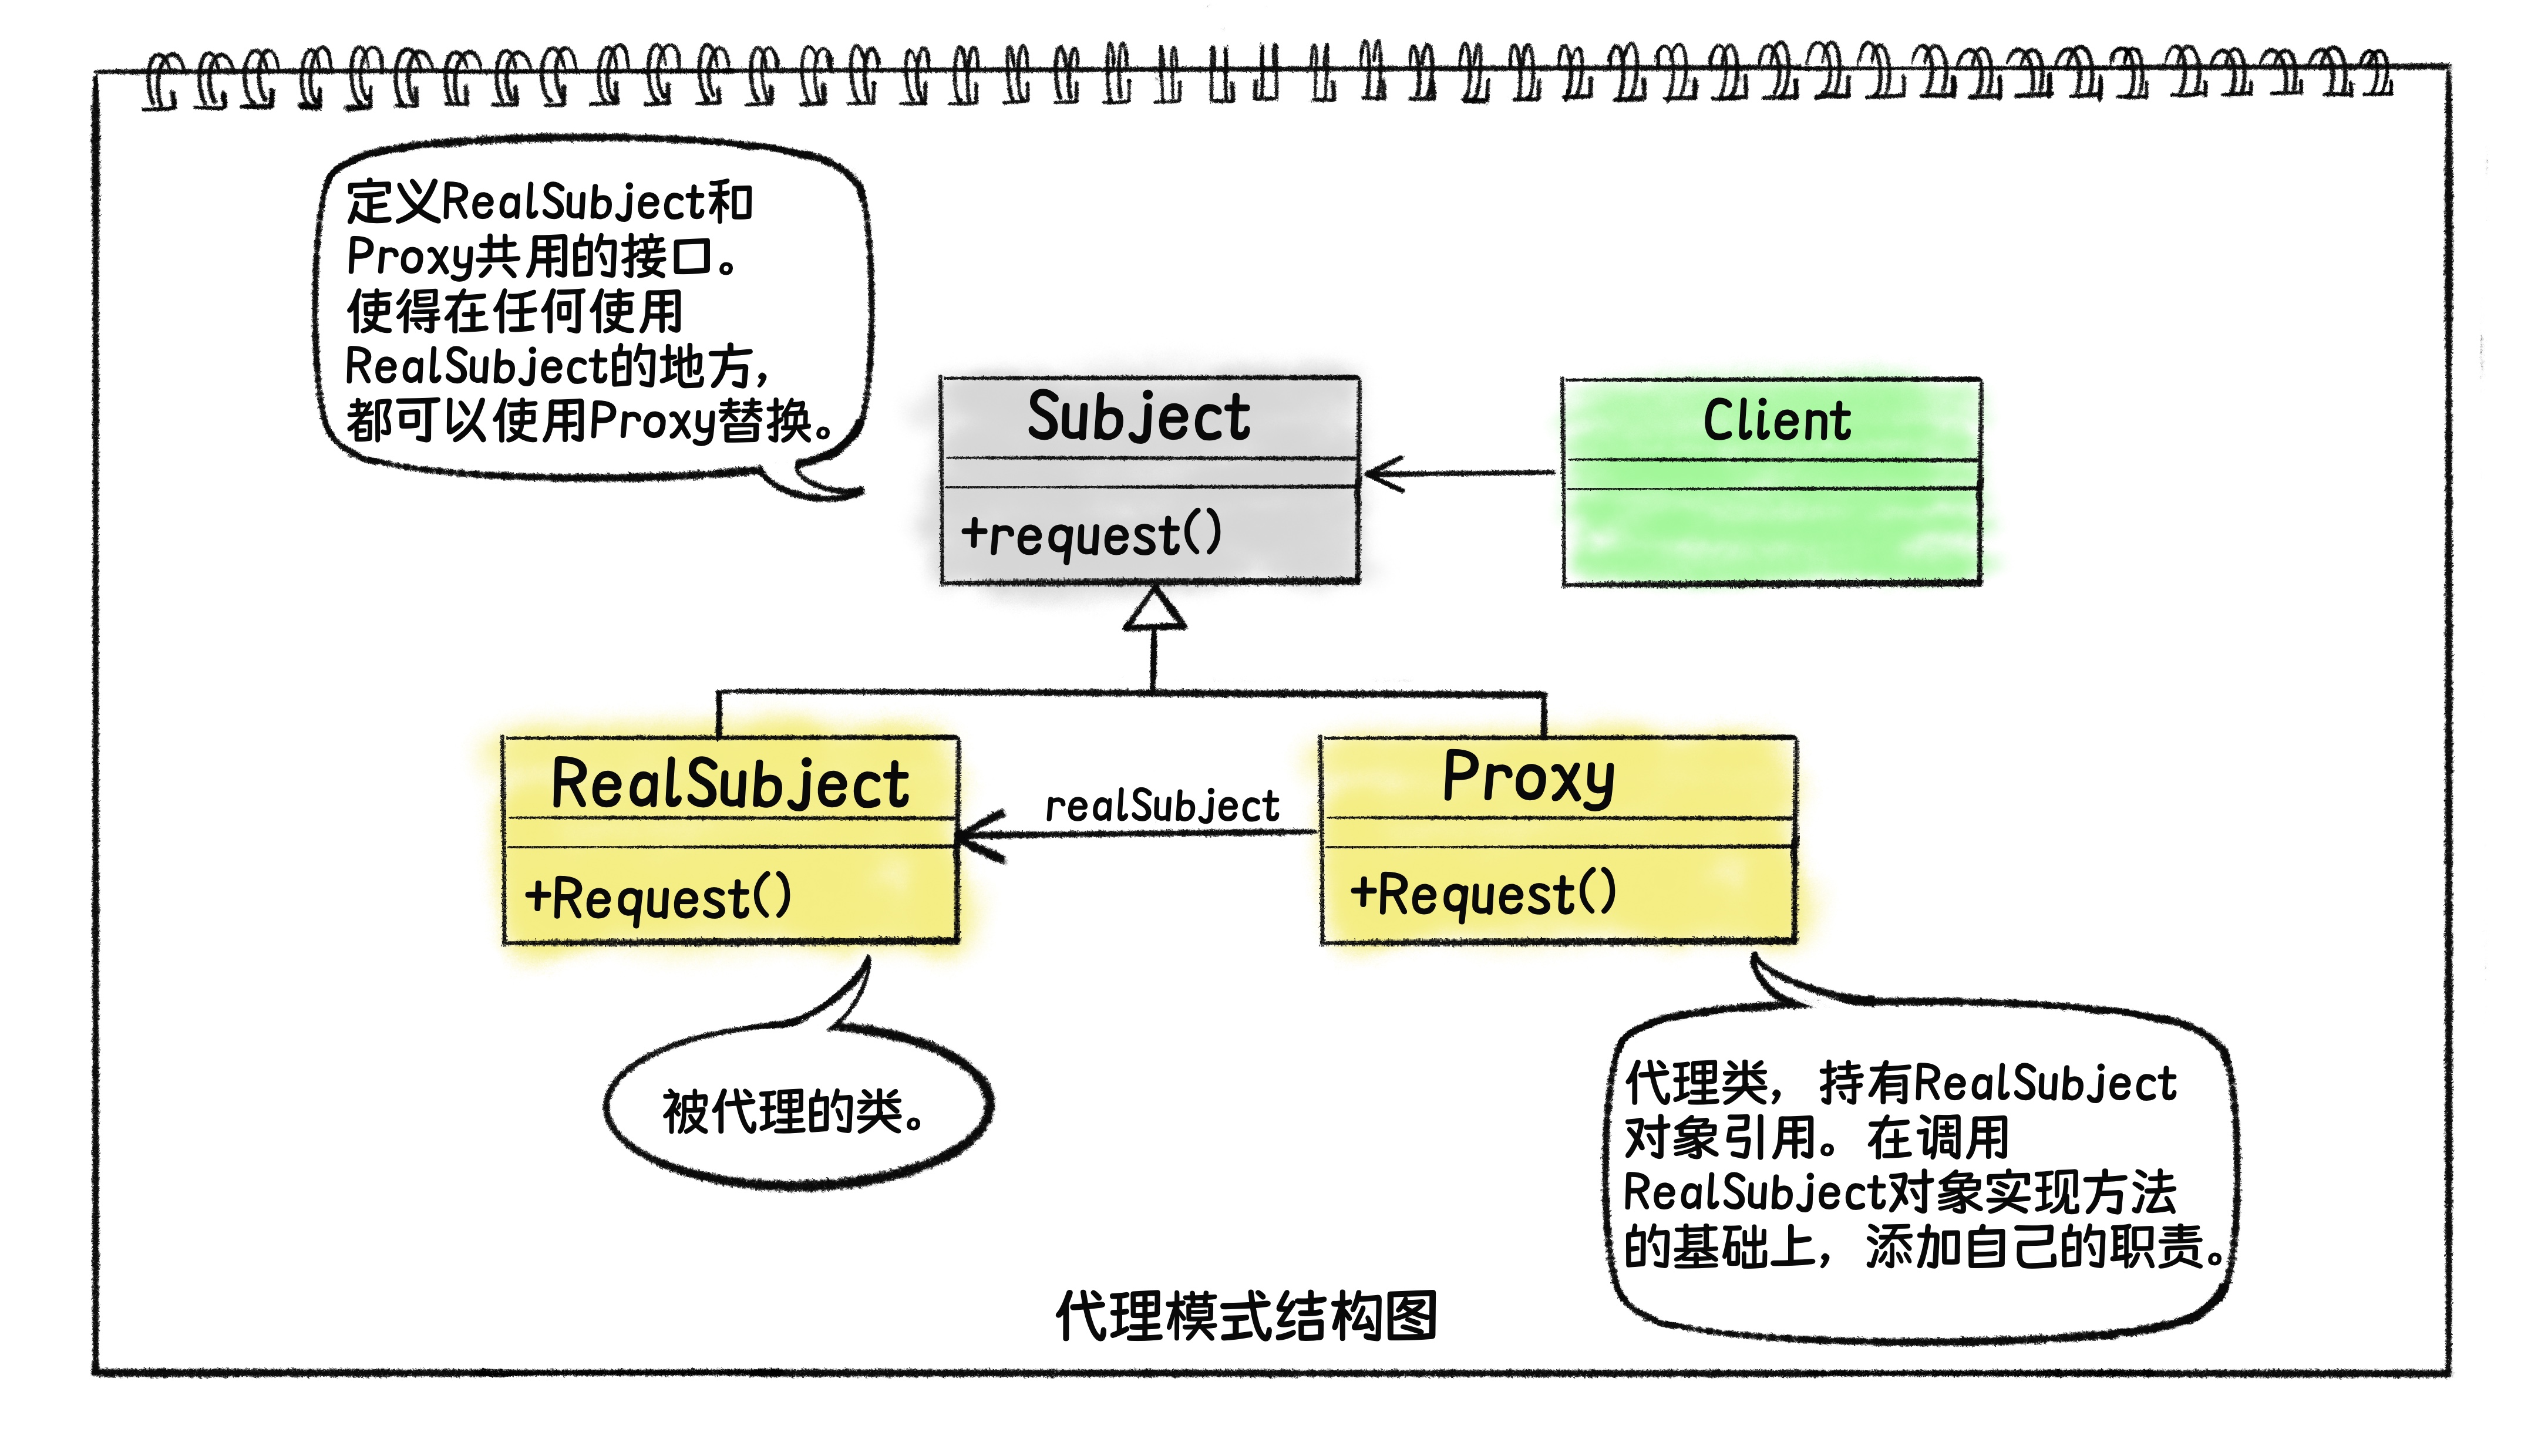 定义RealSubject和
Proxy共用的接口。
使得在任何使用
RealSubject的地方，
都可以使用Proxy替换。
Subject
+request()
Client
RealSubject
+Request()
realSubject
Proxy
+Request()
被代理的类。
代理类，持有RealSubject
对象引用。在调用
RealSubject对象实现方法
的基础上，添加自己的职责。
代理模式结构图